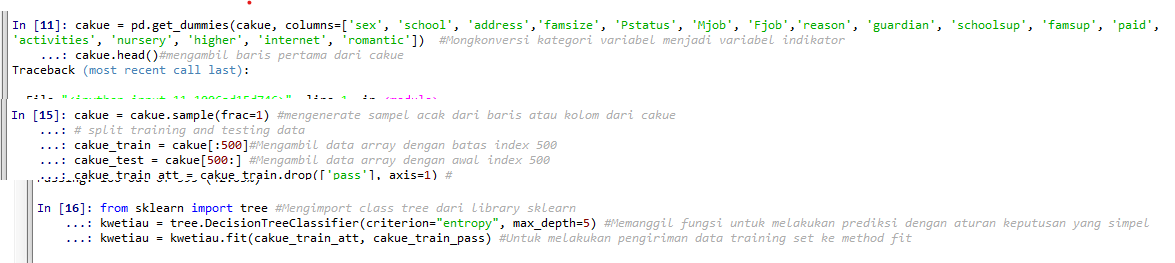 In [11]: cakue = pd.get_dummies(cakue, columns=['sex', 'school', 'address','famsize', 'Pstatus', 'Mjob', 'Fjob','reason', 'guardian', 'schoolsup', 'famsup', 'paid',
'activities', 'nursery', 'higher', 'internet', 'romantic']) #Mongkonversi kategori variabel menjadi variabel indikator
...: cakue.head()#mengambil baris pertama dari cakue
Traceback (most recent call last):
In [15]: cakue = cakue.sample(frac=1) #mengenerate sampel acak dari baris atau kolom dari cakue
...: # split training and testing data
...: cakue_train = cakue[:500]#Mengambil data array dengan batas index 500
...: cakue_test = cakue[500:] #Mengambil data array dengan awal index 500
...: cakue_train_att = cakue_train.drop(['pass'], axis=1) #
In [16]: from sklearn import tree #Mengimport class tree dari library sklearn
...: kwetiau = tree.DecisionTreeClassifier(criterion="entropy", max_depth=5) #Memanggil fungsi untuk melakukan prediksi dengan aturan keputusan yang simpel
...: kwetiau = kwetiau.fit(cakue_train_att, cakue_train_pass) #Untuk melakukan pengiriman data training set ke method fit